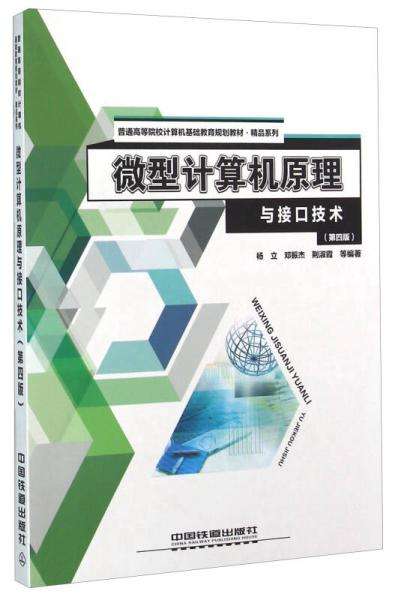 普通高等院校计算机基础教育规划教材·精品系列
微型计算机原理
与接口技术
(第四版)
杨 立 邓振杰 荆淑霞 等编著
WEIXING JISUANJI YUANLI
YU JIEKOU JISHU
中国铁道出版社
CHINA RAILWAY PUBLISHING HOUSE
微型计算机原理与接口技术(第四版)
中国铁道出版社